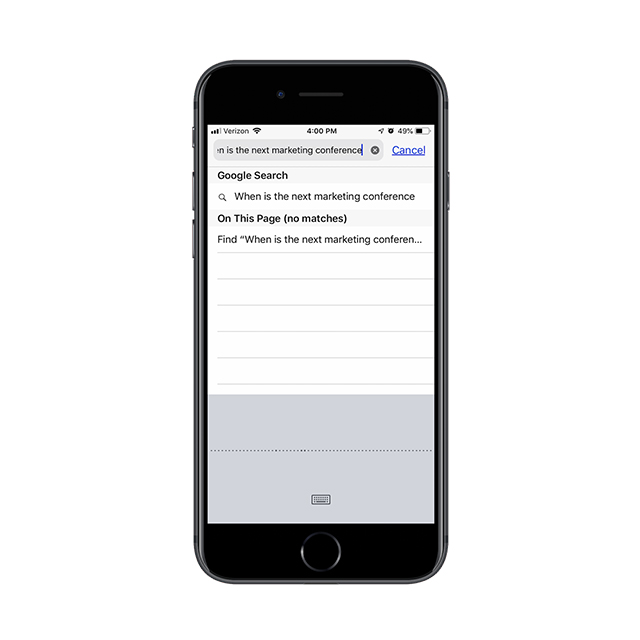 Verizon 4:00 PM 49%
n is the next marketing conference Cancel
Google Search
When is the next marketing conference
On This Page (no matches)
Find “When is the next marketing conferen...